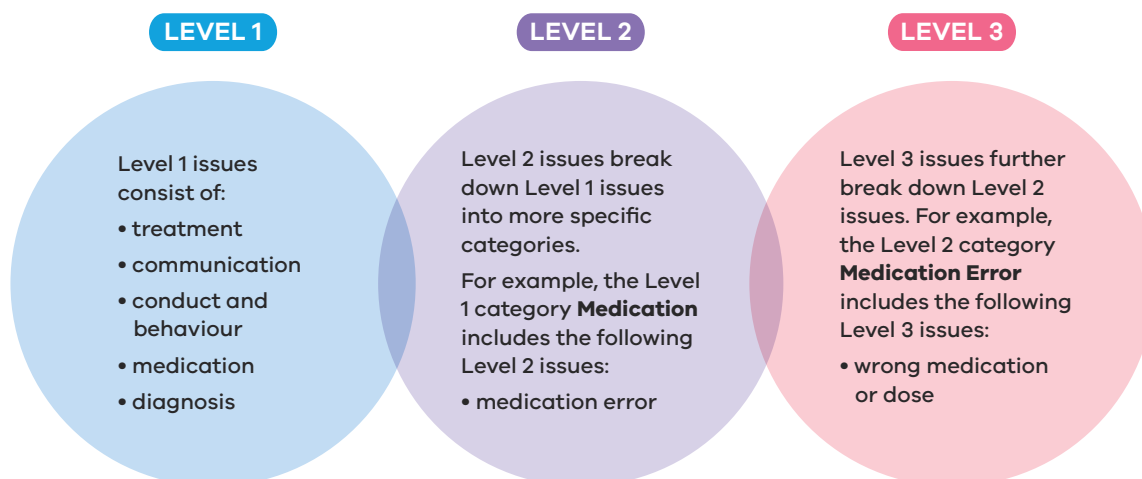 LEVEL 1
Level 1 issues
consist of:
• treatment
• communication
• conduct and
behaviour
• medication
• diagnosis
LEVEL 2
Level 2 issues break
down Level 1 issues
into more specific
categories.
For example, the Level
1 category Medication
includes the following
Level 2 issues:
• medication error
LEVEL 3
Level 3 issues further
break down Level 2
issues. For example,
the Level 2 category
Medication Error
includes the following
Level 3 issues:
• wrong medication
or dose